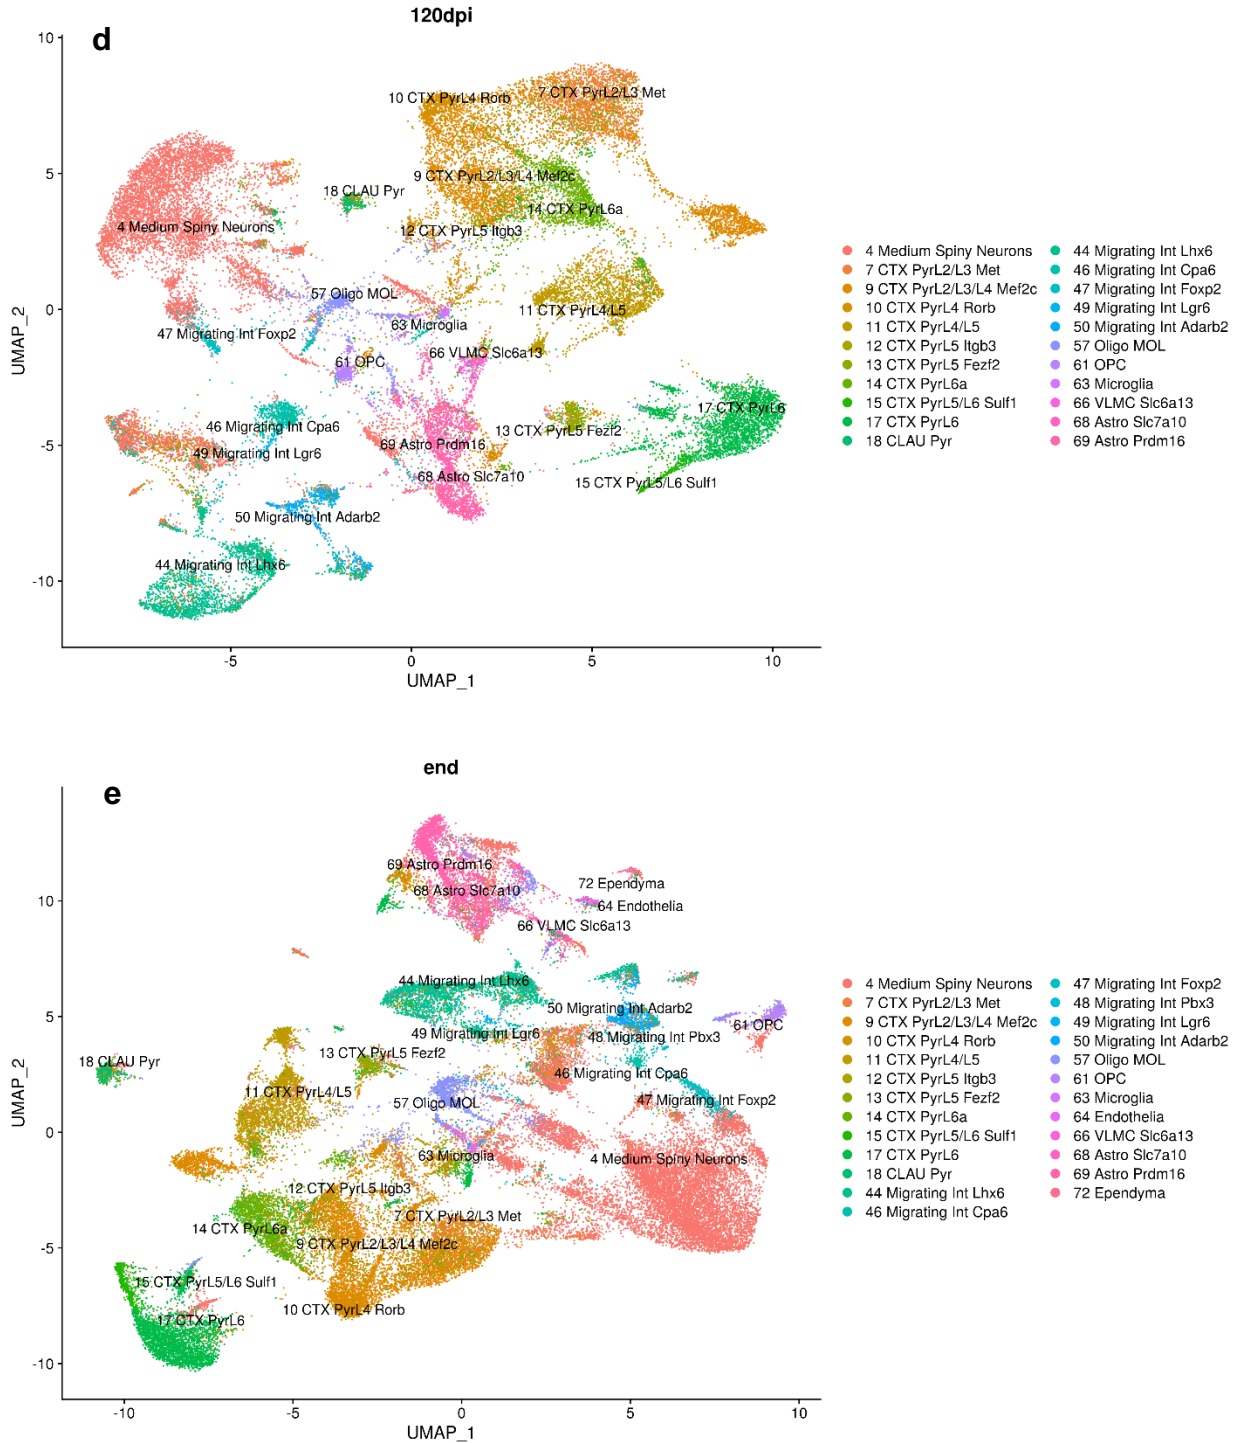 120dpi
d
10
5
0
-5
-10
UMAP_2
10 CTX PyrL4 Rorb
7 CTX PyrL2/L3 Met
9 CTX PyrL2/L3/L4 Mef2c
18 CLAU Pyr
14 CTX PyrL6a
4 Medium Spiny Neurons
12 CTX PyrL5 Itgb3
57 Oligo MOL
11 CTX PyrL4/L5
63 Microglia
47 Migrating Int Foxp2
66 VLMC Slc6a13
61 OPC
17 CTX PyrL6
46 Migrating Int Cpa6
13 CTX PyrL5 Fezf2
69 Astro Prdm16
49 Migrating Int Lgr6
68 Astro Slc7a10
15 CTX PyrL5/L6 Sulf1
50 Migrating Int Adarb2
44 Migrating Int Lhx6
-5
0
5
10
UMAP_1
4 Medium Spiny Neurons
7 CTX PyrL2/L3 Met
9 CTX PyrL2/L3/L4 Mef2c
10 CTX PyrL4 Rorb
11 CTX PyrL4/L5
12 CTX PyrL5 Itgb3
13 CTX PyrL5 Fezf2
14 CTX PyrL6a
15 CTX PyrL5/L6 Sulf1
17 CTX PyrL6
18 CLAU Pyr
44 Migrating Int Lhx6
46 Migrating Int Cpa6
47 Migrating Int Foxp2
49 Migrating Int Lgr6
50 Migrating Int Adarb2
57 Oligo MOL
61 OPC
63 Microglia
66 VLMC Slc6a13
68 Astro Slc7a10
69 Astro Prdm16
end
e
10
5
0
-5
-10
UMAP_2
69 Astro Prdm16
68 Astro Slc7a10
72 Ependyma
64 Endothelia
66 VLMC Slc6a13
44 Migrating Int Lhx6
50 Migrating Int Adarb2
61 OPC
49 Migrating Int Lgr6
48 Migrating Int Pbx3
18 CLAU Pyr
13 CTX PyrL5 Fezf2
46 Migrating Int Cpa6
11 CTX PyrL4/L5
57 Oligo MOL
47 Migrating Int Foxp2
63 Microglia
4 Medium Spiny Neurons
12 CTX PyrL5 Itgb3
7 CTX PyrL2/L3 Met
14 CTX PyrL6a
9 CTX PyrL2/L3/L4 Mef2c
15 CTX PyrL5/L6 Sulf1
10 CTX PyrL4 Rorb
17 CTX PyrL6
-10
-5
0
5
10
UMAP_1
4 Medium Spiny Neurons
7 CTX PyrL2/L3 Met
9 CTX PyrL2/L3/L4 Mef2c
10 CTX PyrL4 Rorb
11 CTX PyrL4/L5
12 CTX PyrL5 Itgb3
13 CTX PyrL5 Fezf2
14 CTX PyrL6a
15 CTX PyrL5/L6 Sulf1
17 CTX PyrL6
18 CLAU Pyr
44 Migrating Int Lhx6
46 Migrating Int Cpa6
47 Migrating Int Foxp2
48 Migrating Int Pbx3
49 Migrating Int Lgr6
50 Migrating Int Adarb2
57 Oligo MOL
61 OPC
63 Microglia
64 Endothelia
66 VLMC Slc6a13
68 Astro Slc7a10
69 Astro Prdm16
72 Ependyma